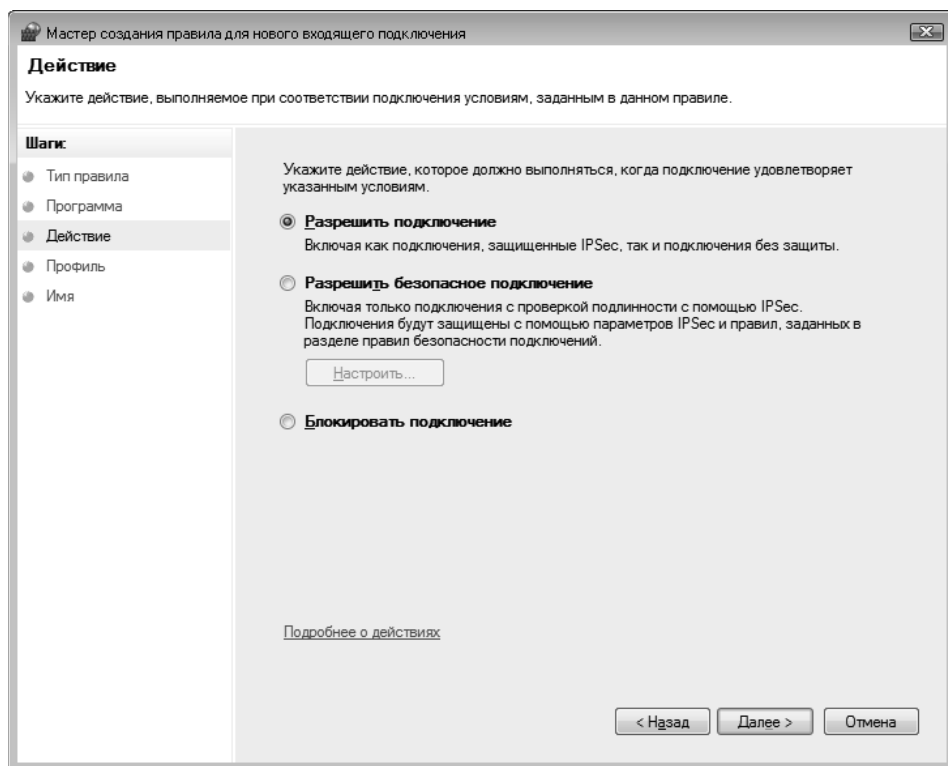 Мастер создания правила для нового входящего подключения
Действие
Укажите действие, выполняемое при соответствии подключения условиям, заданным в данном правиле.
Шаги:
Тип правила
Программа
Действие
Профиль
Имя
Укажите действие, которое должно выполняться, когда подключение удовлетворяет
указанным условиям.
Разрешить подключение
Включая как подключения, защищенные IPSec, так и подключения без защиты.
Разрешить безопасное подключение
Включая только подключения с проверкой подлинности с помощью IPSec.
Подключения будут защищены с помощью параметров IPSec и правил, заданных в
разделе правил безопасности подключений.
Настроить...
Блокировать подключение
Подробнее о действиях
< Назад
Далее >
Отмена